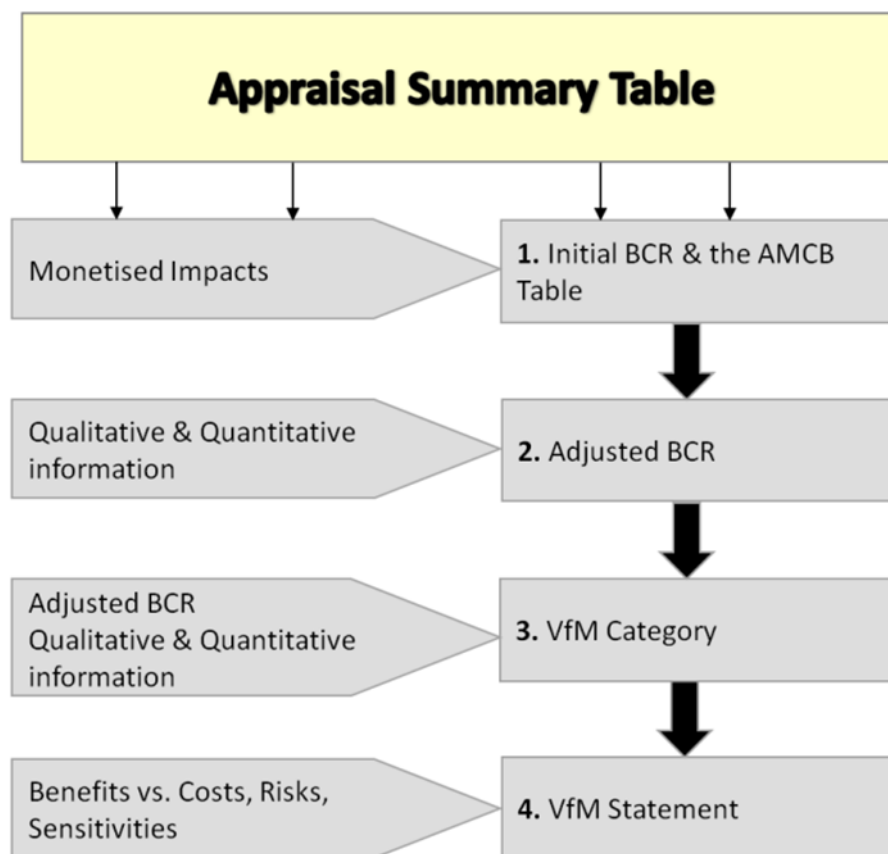 Appraisal Summary Table
Monetised Impacts
1. Initial BCR & the AMCB
Table
Qualitative & Quantitative
information
2. Adjusted BCR
Adjusted BCR
Qualitative & Quantitative
information
3. VfM Category
Benefits vs. Costs, Risks,
Sensitivities
4. VfM Statement